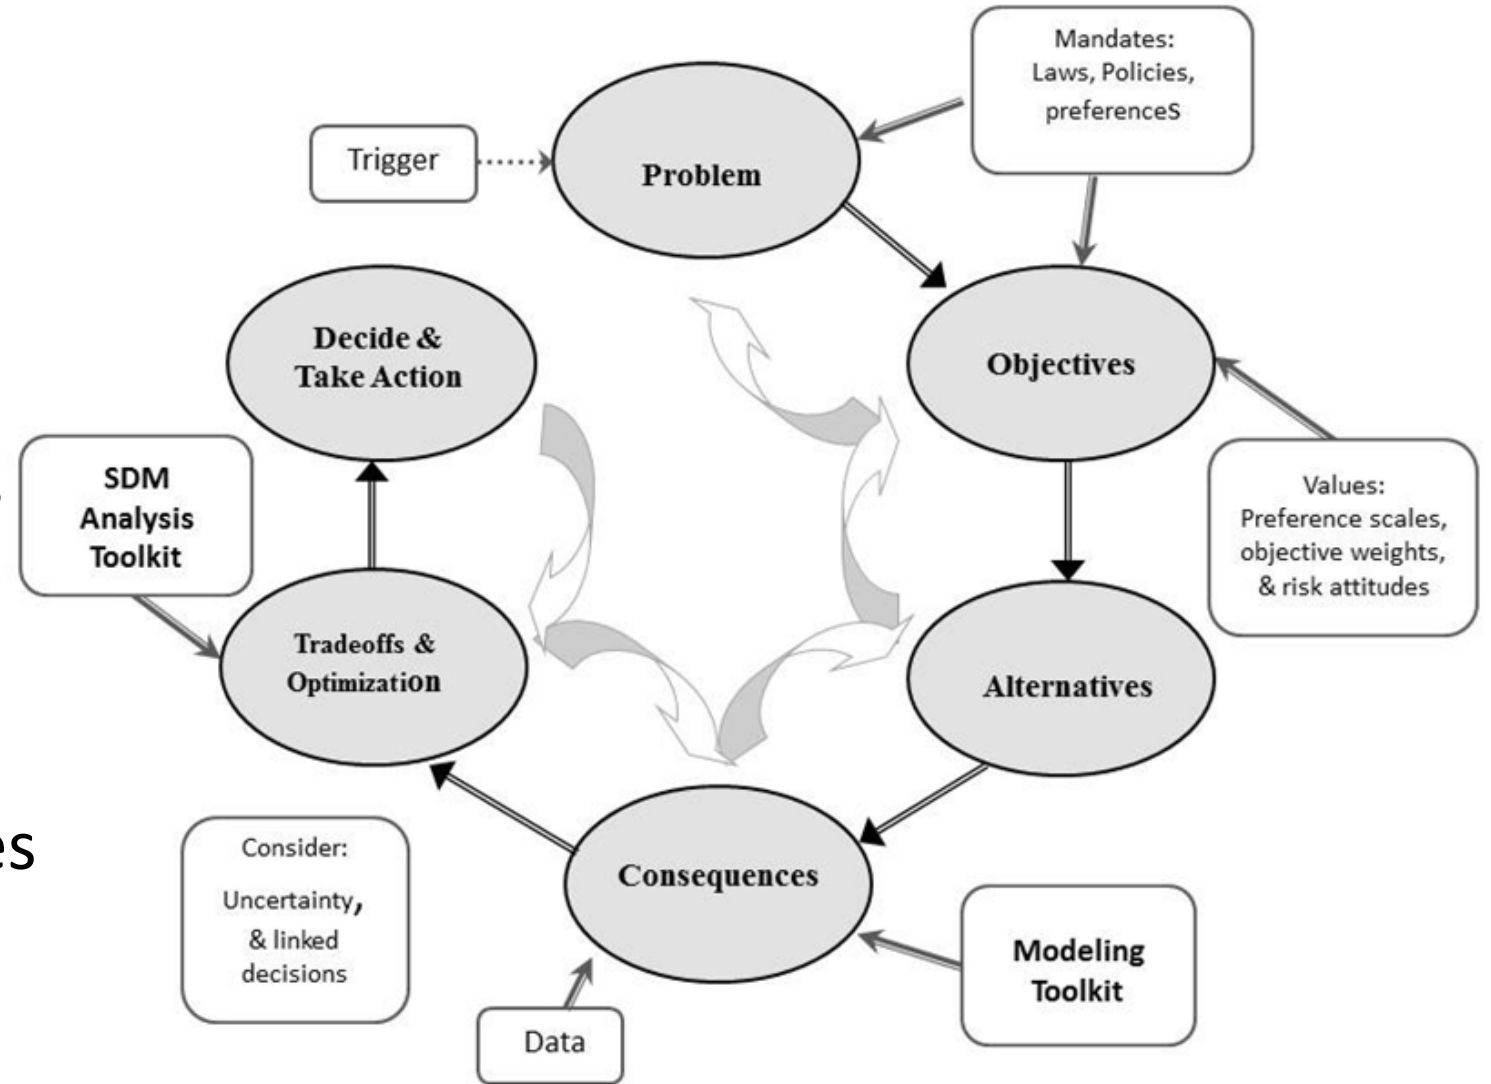 Mandates:
Laws, Policies,
preferences
Trigger
Problem
Decide &
Take Action
Objectives
SDM
Analysis
Toolkit
Values:
Preference scales,
objective weights,
& risk attitudes
Tradeoffs &
Optimization
Alternatives
es
Consider:
Uncertainty,
& linked
decisions
Consequences
Modeling
Toolkit
Data